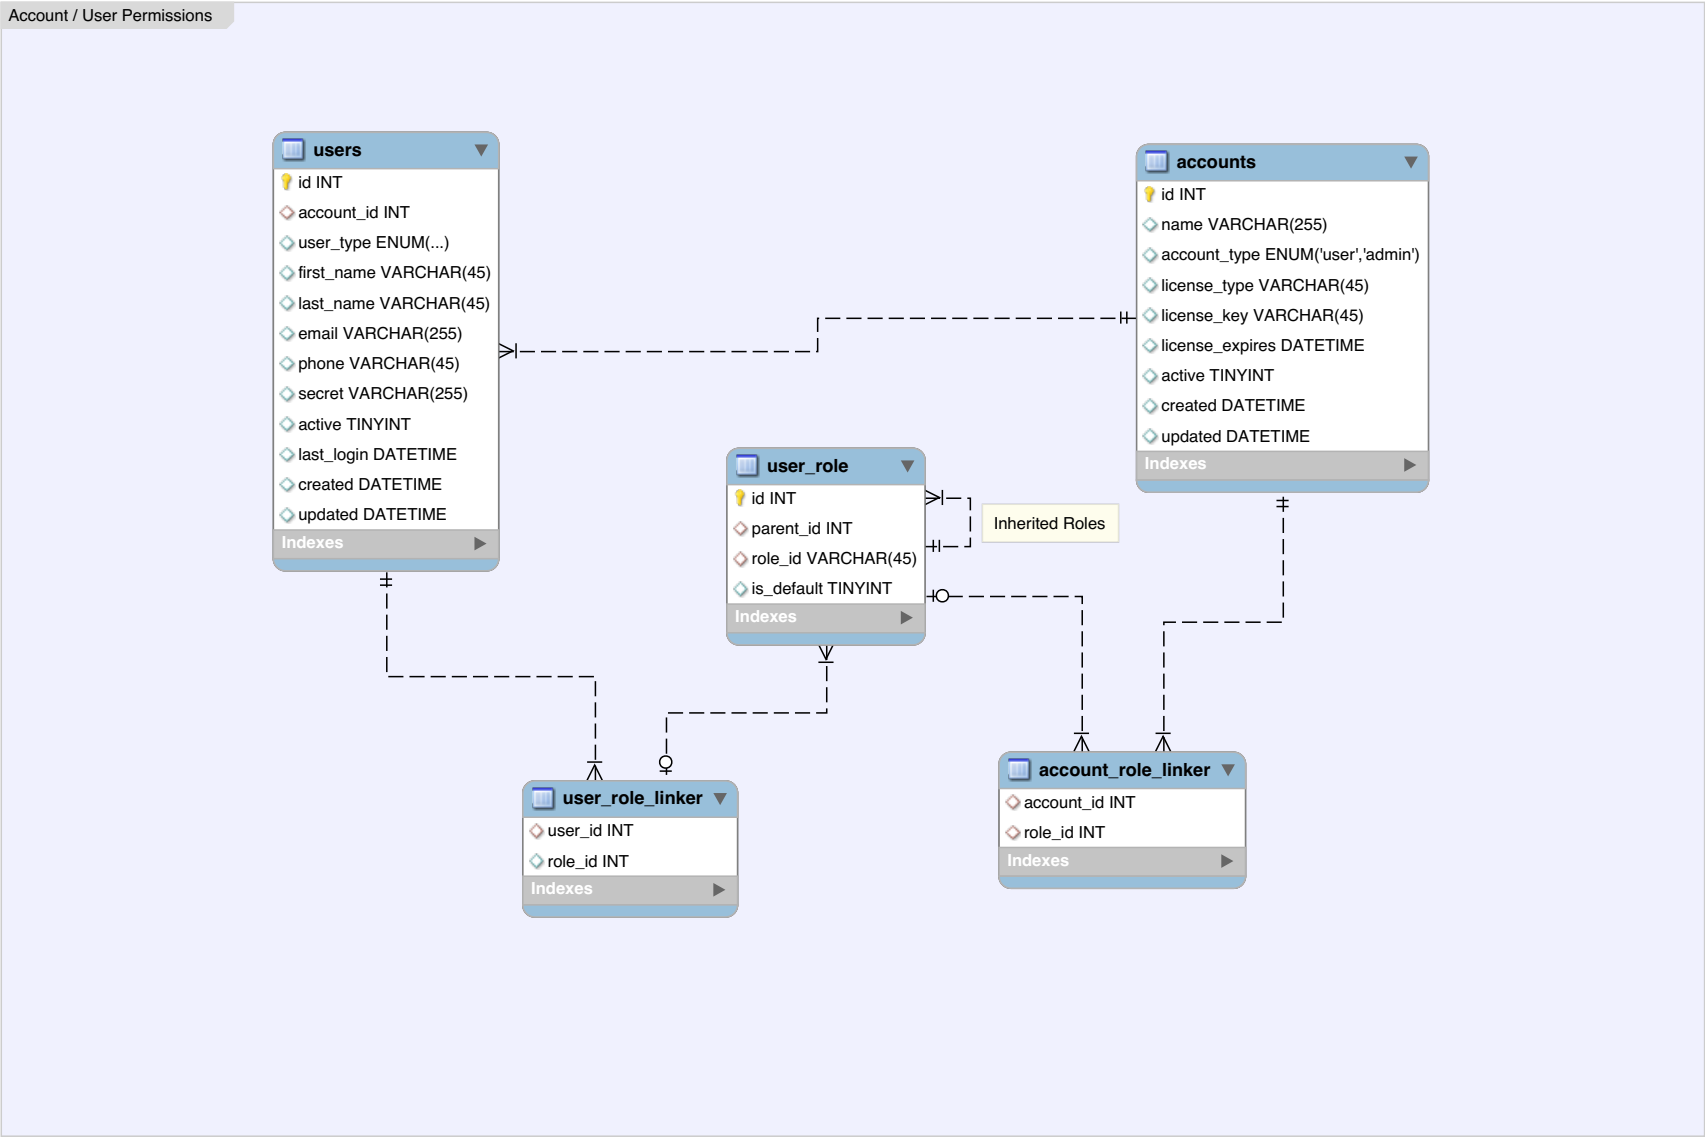 Account / User Permissions
users
id INT
account_id INT
user_type ENUM(...)
first_name VARCHAR(45)
last_name VARCHAR(45)
email VARCHAR(255)
phone VARCHAR(45)
secret VARCHAR(255)
active TINYINT
last_login DATETIME
created DATETIME
updated DATETIME
Indexes
accounts
id INT
name VARCHAR(255)
account_type ENUM('user','admin')
license_type VARCHAR(45)
license_key VARCHAR(45)
license_expires DATETIME
active TINYINT
created DATETIME
updated DATETIME
Indexes
user_role
id INT
parent_id INT
role_id VARCHAR(45)
is_default TINYINT
Indexes
Inherited Roles
user_role_linker
user_id INT
role_id INT
Indexes
account_role_linker
account_id INT
role_id INT
Indexes